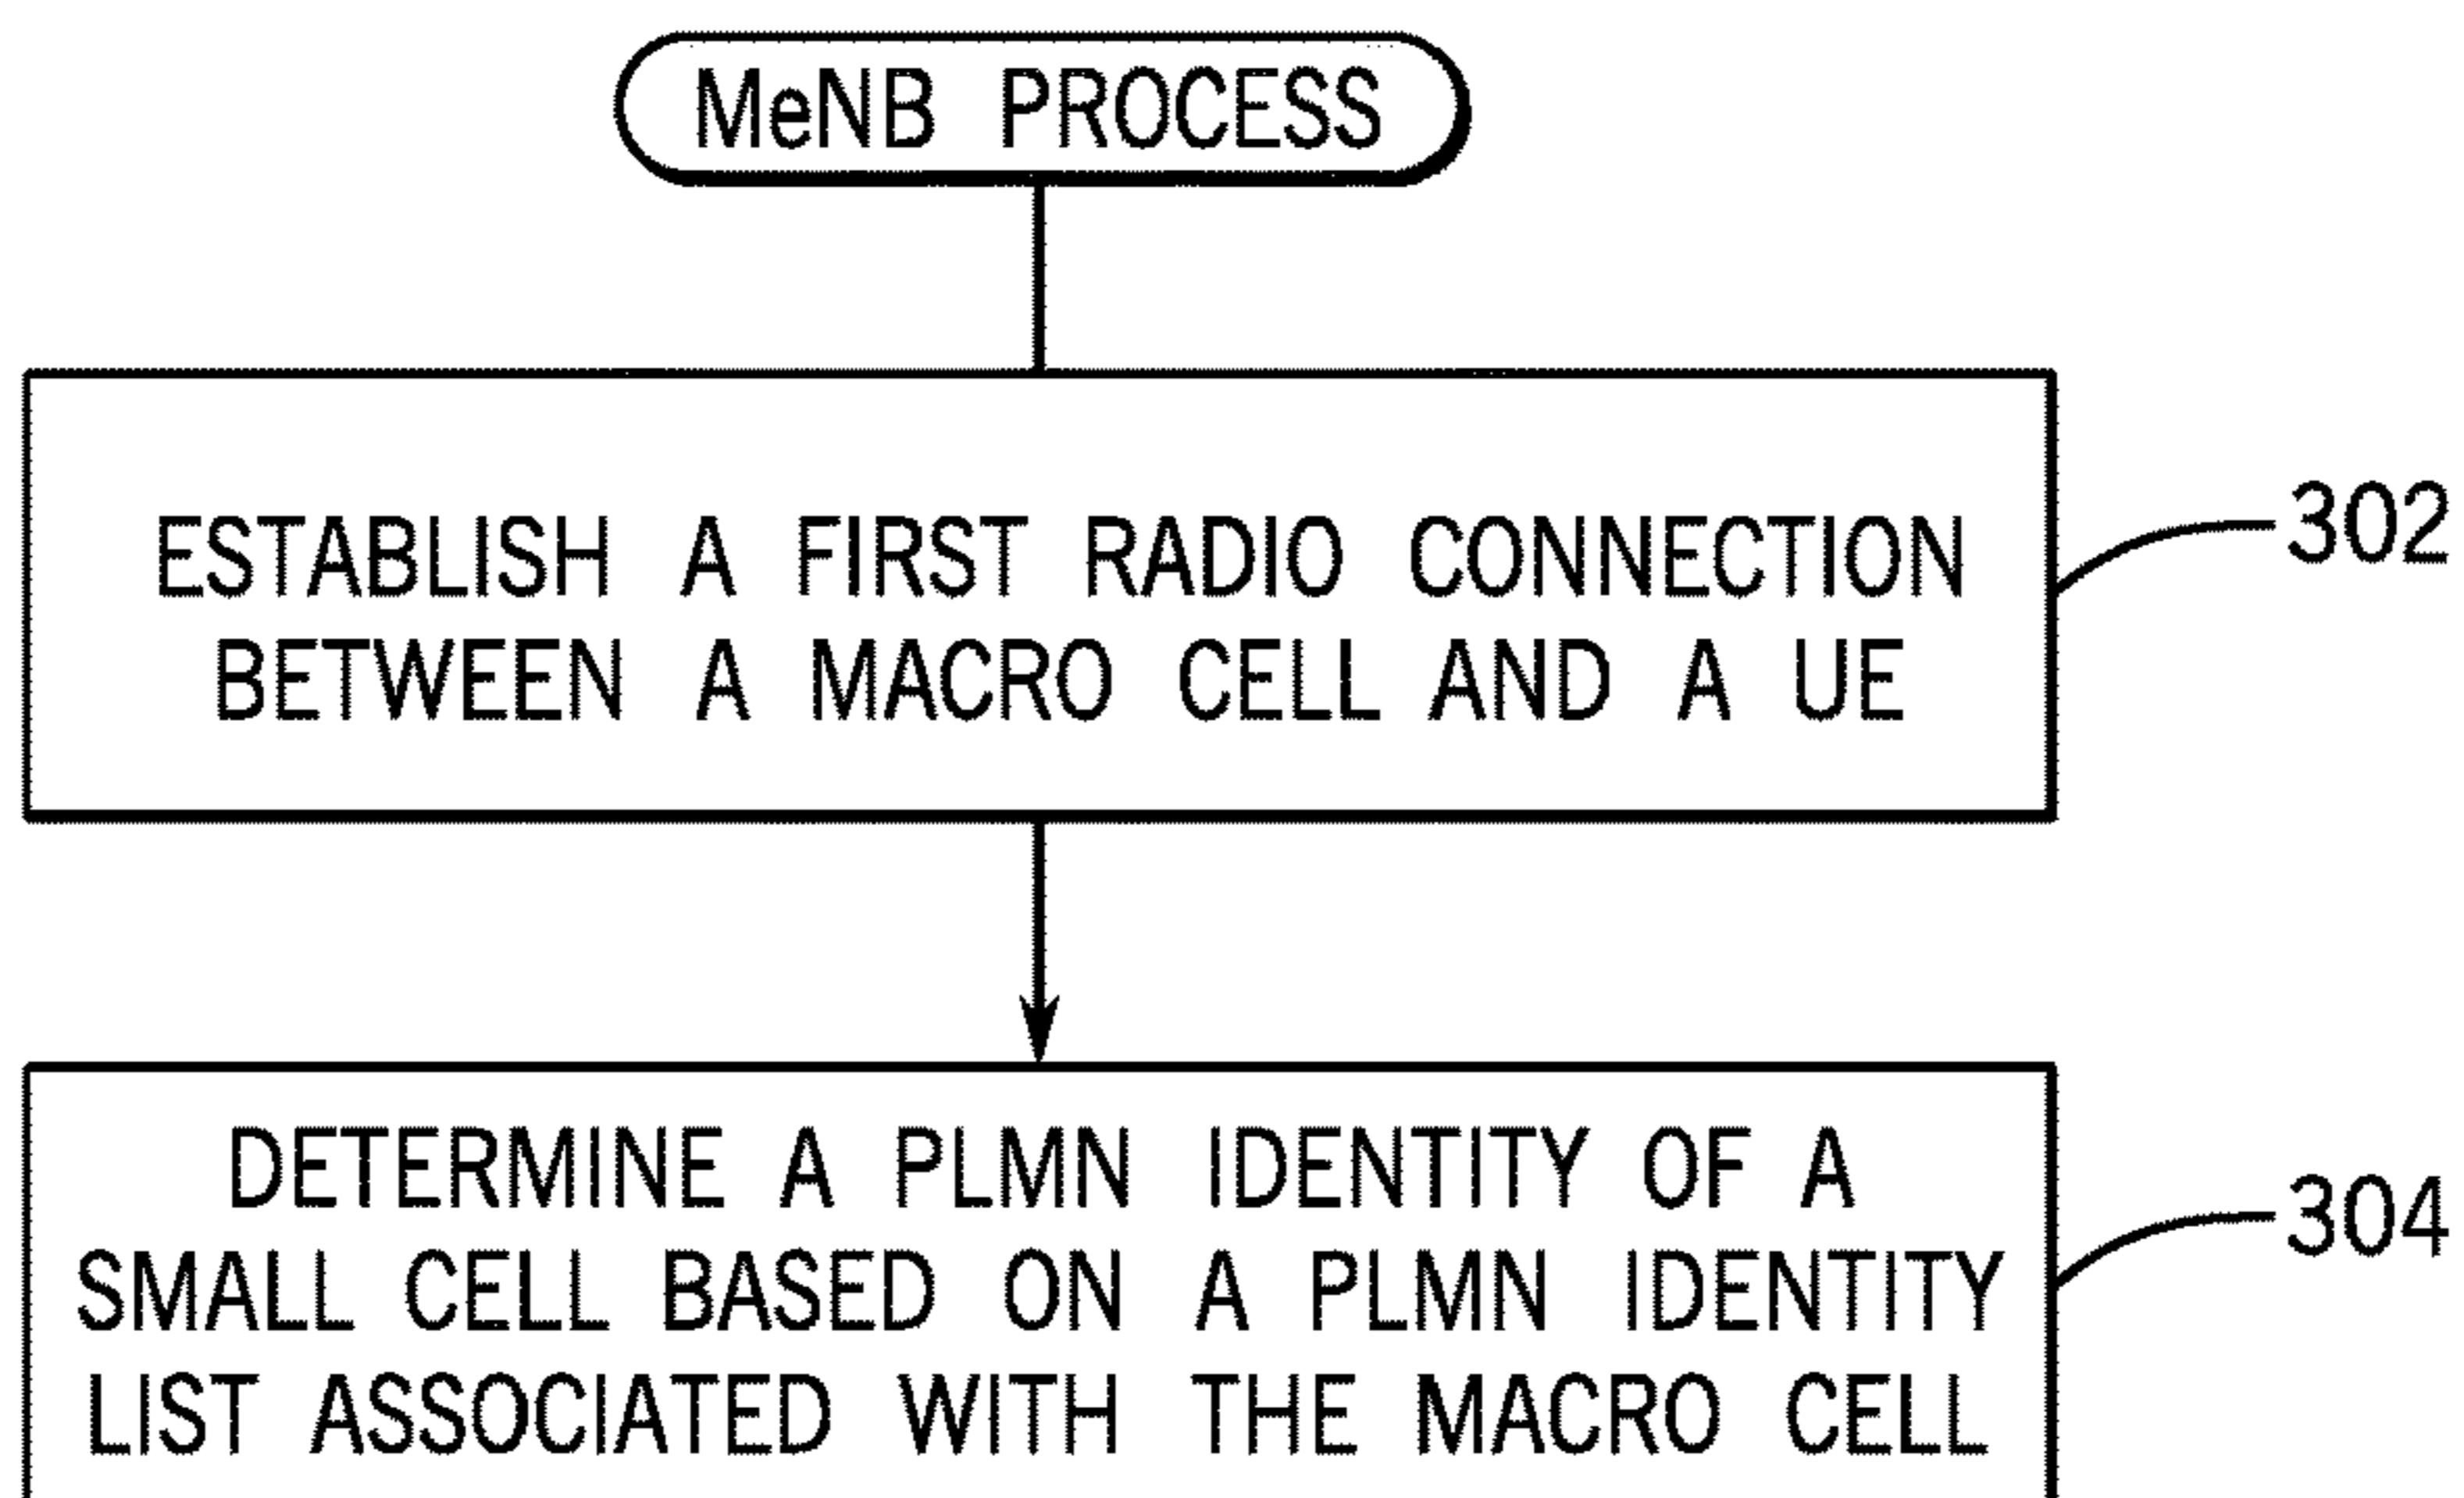 MeNB PROCESS
ESTABLISH A FIRST RADIO CONNECTION
BETWEEN A MACRO CELL AND A UE
302
DETERMINE A PLMN IDENTITY OF A
SMALL CELL BASED ON A PLMN IDENTITY
LIST ASSOCIATED WITH THE MACRO CELL
304